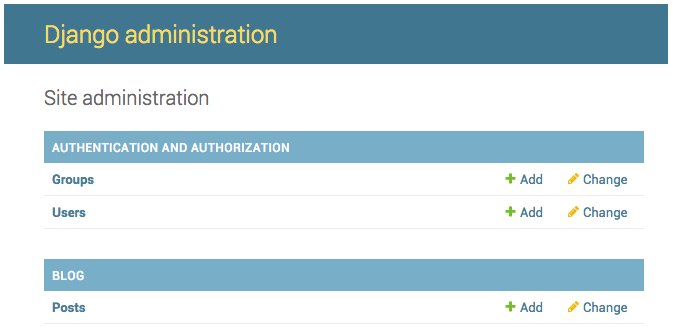 Django administration
Site administration
AUTHENTICATION AND AUTHORIZATION
Groups Add Change
Users Add Change
BLOG
Posts Add Change